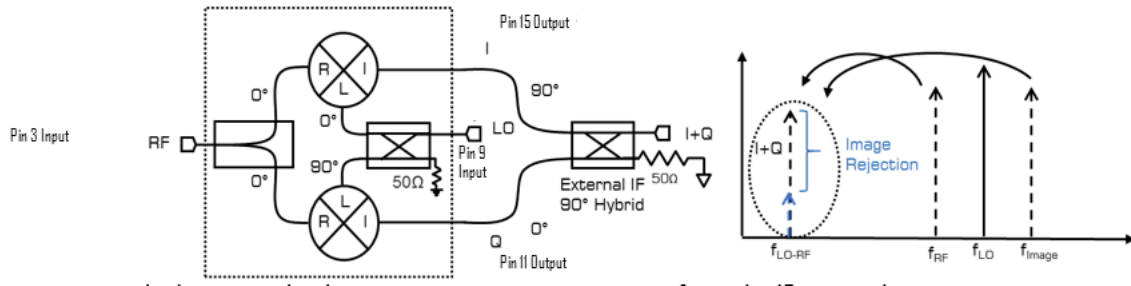 Pin 15 Output
I
R
I
L
90°
0°
0°
Pin 3 Input
RF
LO
I+Q
Pin 9
Input
90°
50Ω
0°
50Ω
External IF
90° Hybrid
L
R
I
Q
0°
Pin 11 Output
I+Q
Image
Rejection
fLO-RF
fRF
fLO
fImage